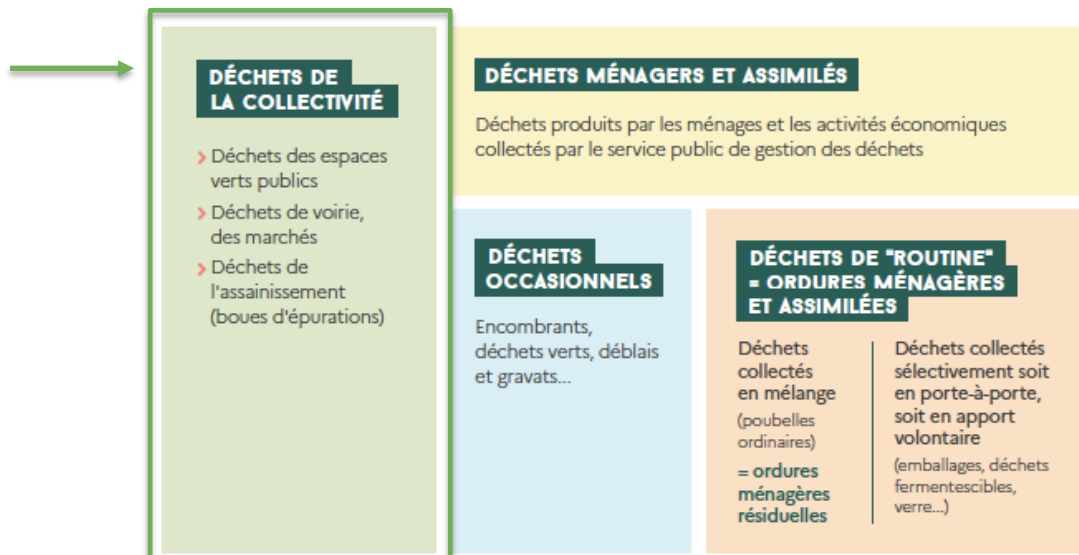 DÉCHETS DE
LA COLLECTIVITÉ
> Déchets des espaces
verts publics
> Déchets de voirie,
des marchés
> Déchets de
l'assainissement
(boues d'épurations)
DÉCHETS MÉNAGERS ET ASSIMILÉS
Déchets produits par les ménages et les activités économiques
collectés par le service public de gestion des déchets
DÉCHETS
OCCASIONNELS
Encombrants,
déchets verts, déblais
et gravats...
DÉCHETS DE "ROUTINE"
= ORDURES MÉNAGÈRES
ET ASSIMILÉES
Déchets
collectés
en mélange
(poubelles
ordinaires)
= ordures
ménagères
résiduelles
Déchets collectés
sélectivement soit
en porte-à-porte,
soit en apport
volontaire
(emballages, déchets
fermentescibles,
verre...)